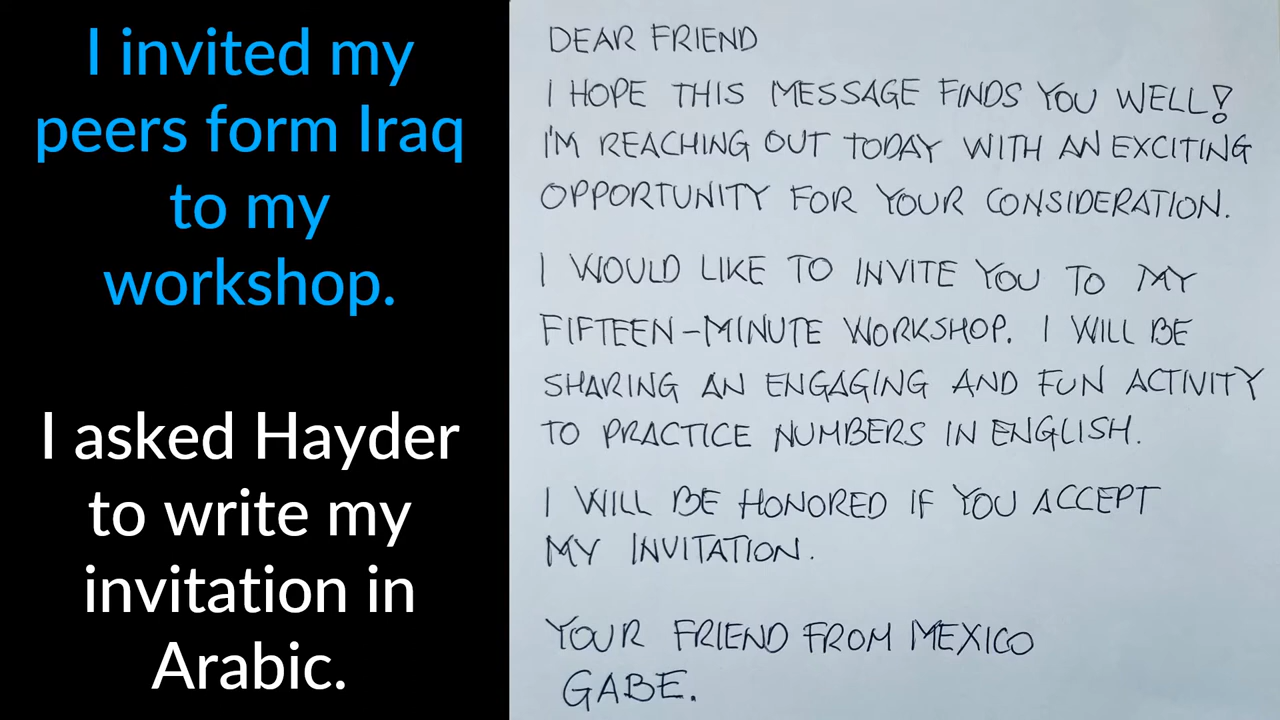 I invited my
peers form Iraq
to my
workshop.
I asked Hayder
to write my
invitation in
Arabic.
DEAR FRIEND
I HOPE THIS MESSAGE FINDS YOU WELL!
I'M REACHING OUT TODAY WITH AN EXCITING
OPPORTUNITY FOR YOUR CONSIDERATION.
I WOULD LIKE TO INVITE YOU TO MY
FIFTEEN-MINUTE WORKSHOP. I WILL BE
SHARING AN ENGAGING AND FUN ACTIVITY
TO PRACTICE NUMBERS IN ENGLISH.
I WILL BE HONORED IF YOU ACCEPT
MY INVITATION.
YOUR FRIEND FROM MEXICO
GABE.